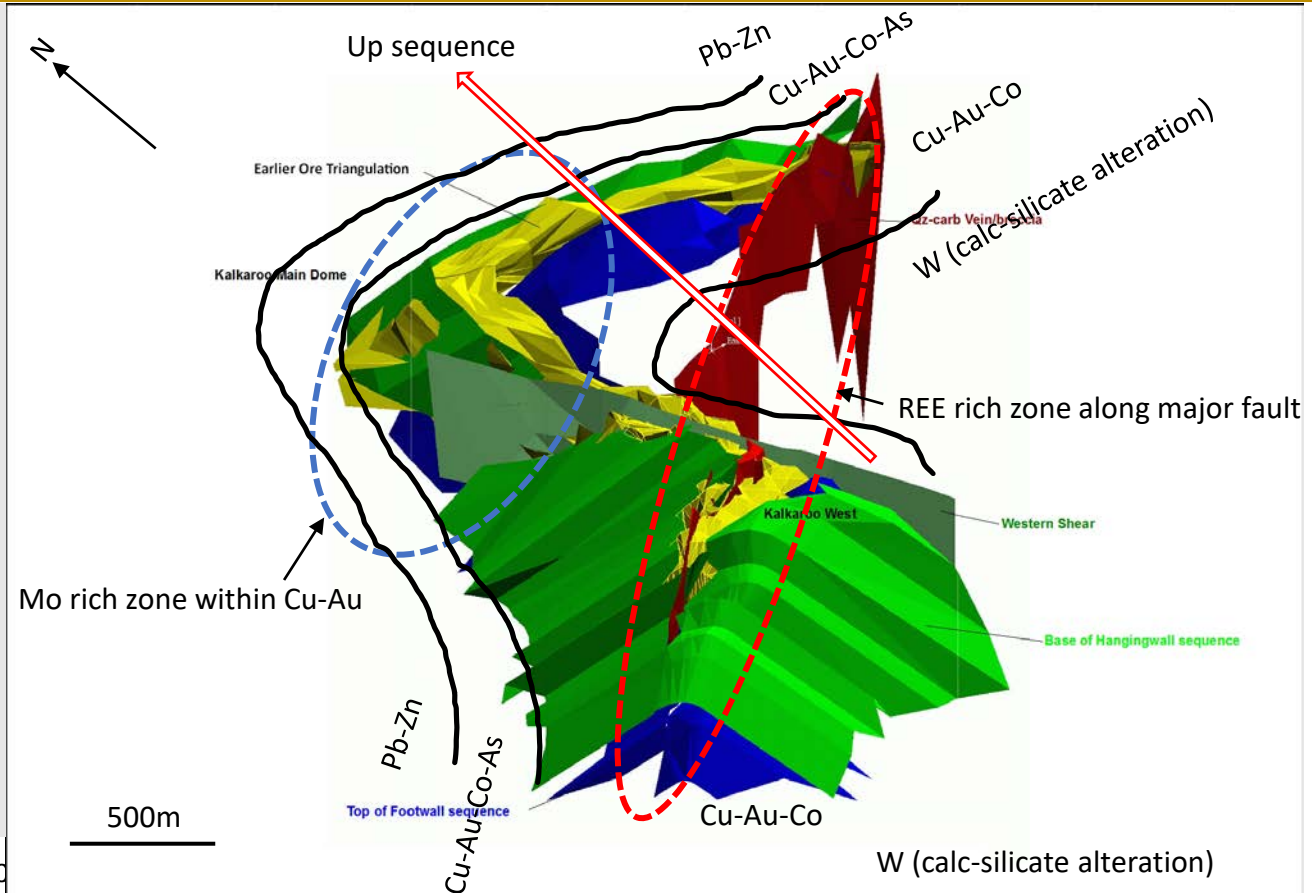 N
Up sequence
Pb-Zn
Cu-Au-Co-As
Cu-Au-Co
W (calc-silicate alteration)
Earlier Ore Triangulation
Qz-carb Vein/breccia
Kalkaroo Main Dome
REE rich zone along major fault
Kalkaroo West
Western Shear
Mo rich zone within Cu-Au
Base of Hangingwall sequence
Pb-Zn
Cu-Au-Co-As
Top of Footwall sequence
500m
Cu-Au-Co
W (calc-silicate alteration)